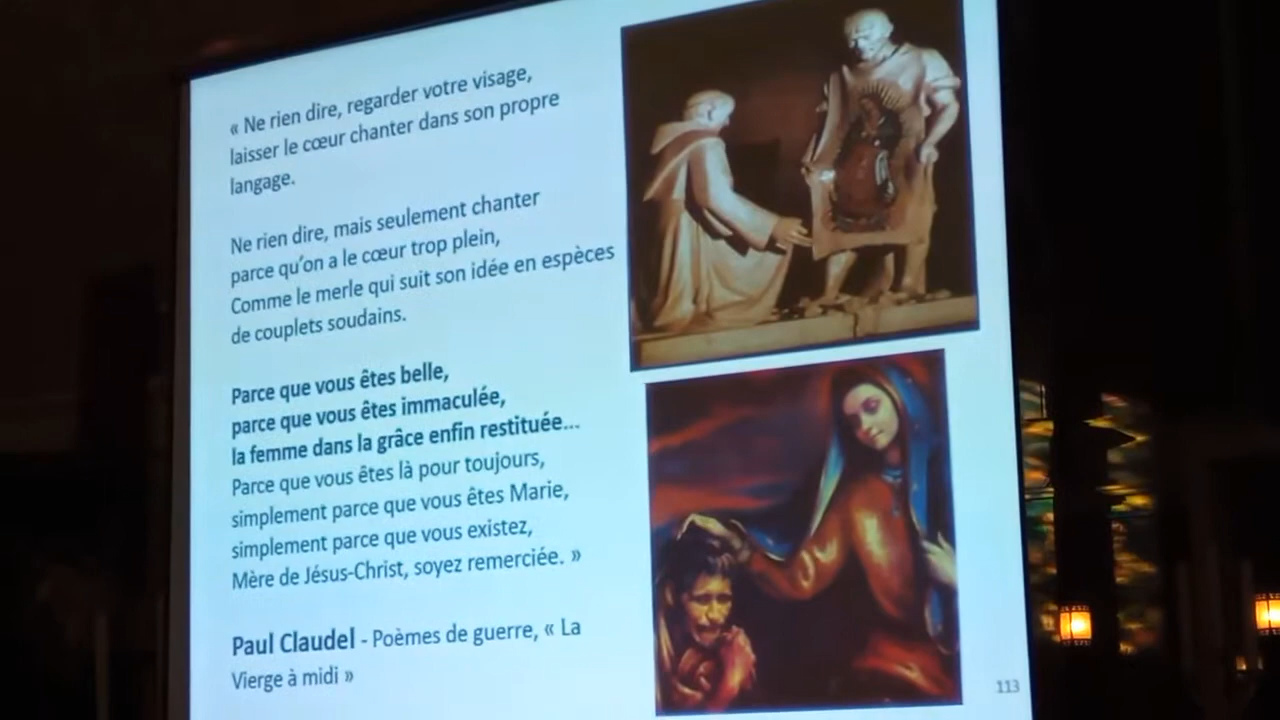 « Ne rien dire, regarder votre visage,
laisser le cœur chanter dans son propre
langage.
Ne rien dire, mais seulement chanter
parce qu'on a le cœur trop plein,
Comme le merle qui suit son idée en espèces
de couplets soudains.
Parce que vous êtes belle,
parce que vous êtes immaculée,
la femme dans la grâce enfin restituée...
Parce que vous êtes là pour toujours,
simplement parce que vous êtes Marie,
simplement parce que vous existez,
Mère de Jésus-Christ, soyez remerciée. »
Paul Claudel - Poèmes de guerre, « La
Vierge à midi »
113